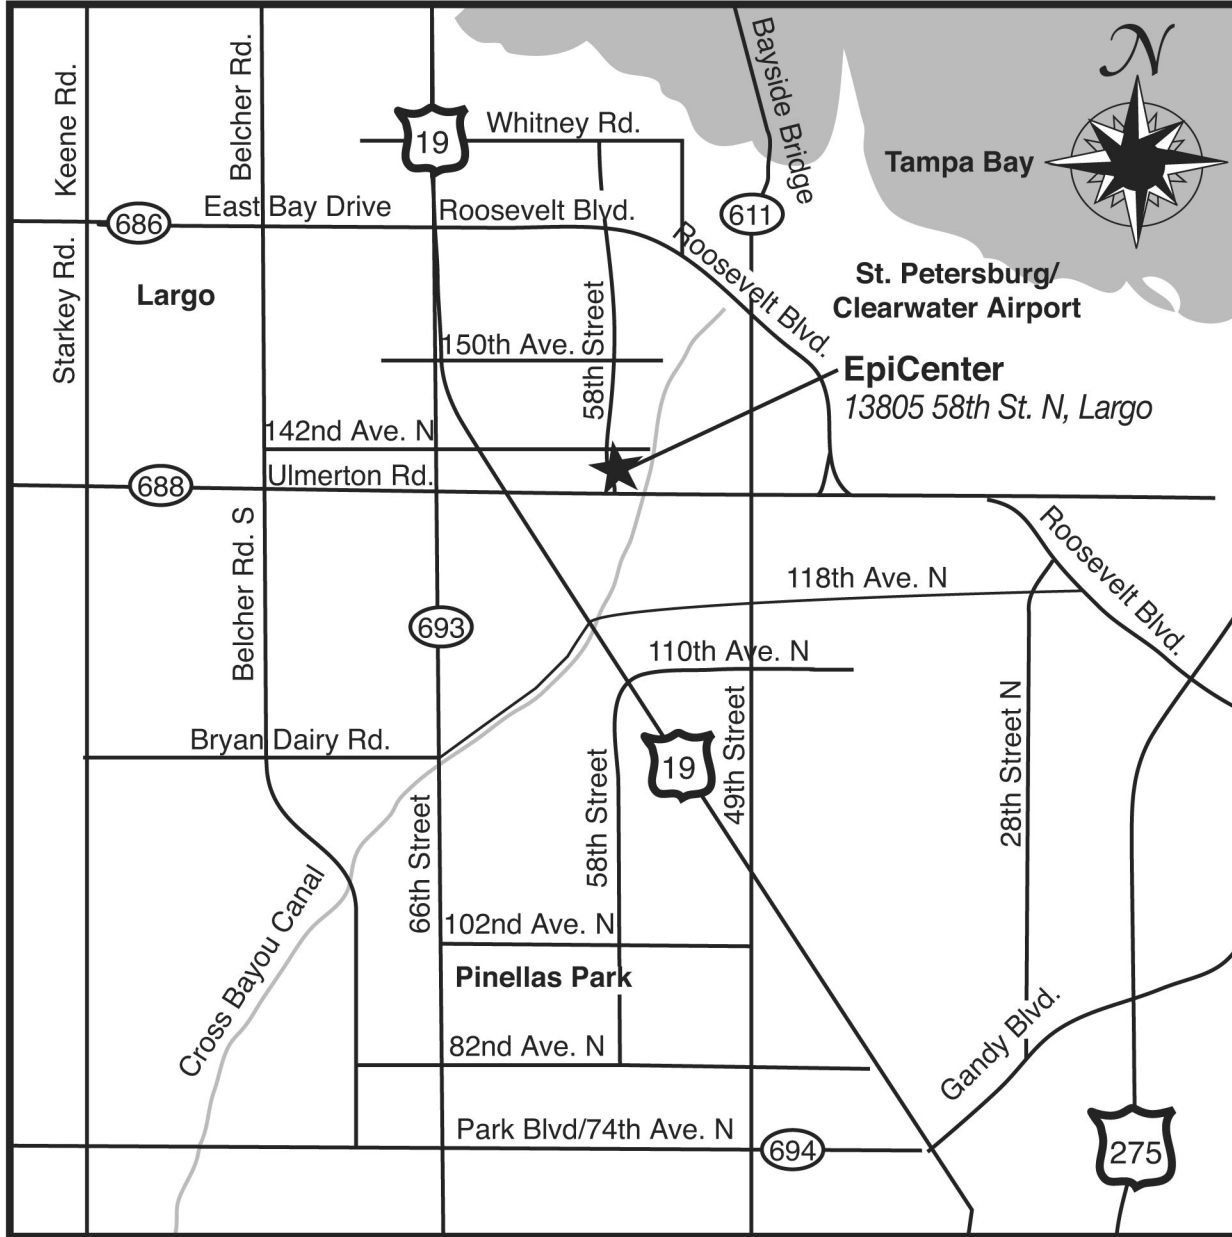 N
Keene Rd.
Belcher Rd.
19
Whitney Rd.
Bayside Bridge
Tampa Bay
686
East Bay Drive
Roosevelt Blvd.
611
Starkey Rd.
Largo
Roosevelt Blvd.
St. Petersburg/
Clearwater Airport
150th Ave.
58th Street
EpiCenter
13805 58th St. N, Largo
142nd Ave. N
688
Ulmerton Rd.
Belcher Rd. S
Roosevelt Blvd.
118th Ave. N
693
110th Ave. N
Bryan Dairy Rd.
19
49th Street
28th Street N
58th Street
66th Street
Cross Bayou Canal
102nd Ave. N
Pinellas Park
82nd Ave. N
Gandy Blvd.
Park Blvd/74th Ave. N
694
275